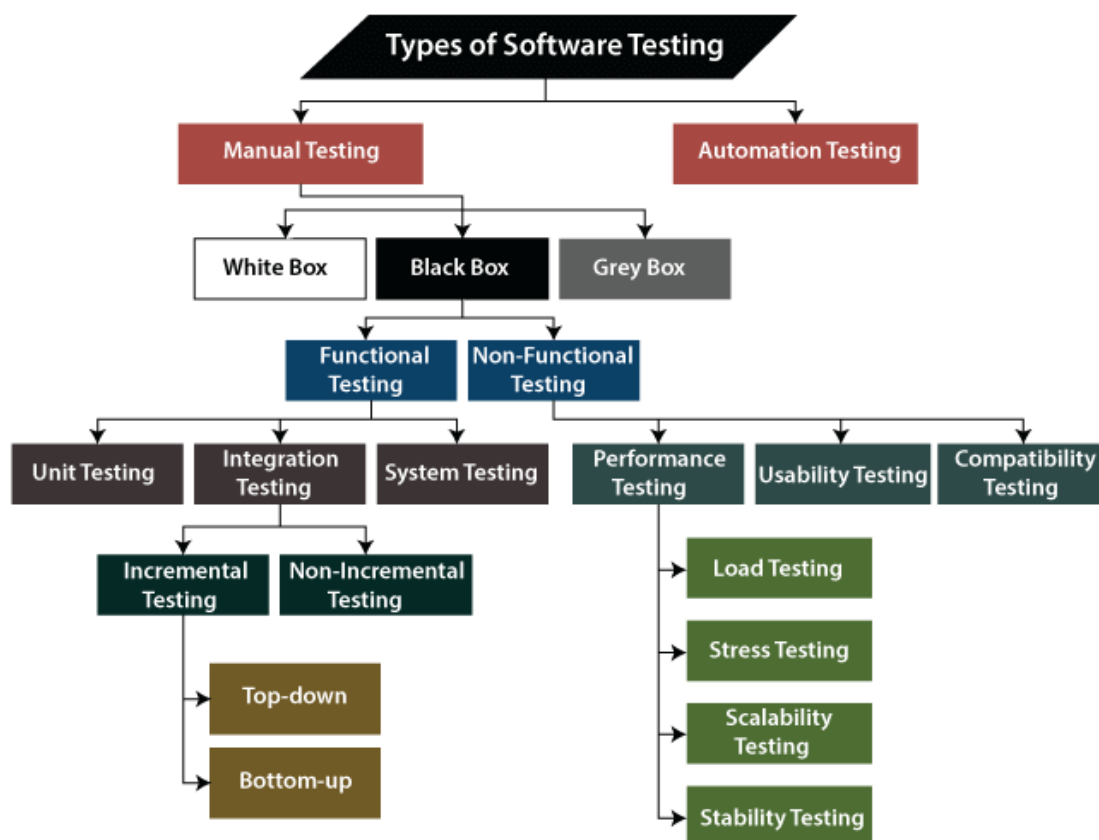 Types of Software Testing
Manual Testing
Automation Testing
White Box
Black Box
Grey Box
Functional
Testing
Non-Functional
Testing
Unit Testing
Integration
Testing
System Testing
Performance
Testing
Usability Testing
Compatibility
Testing
Incremental
Testing
Non-Incremental
Testing
Load Testing
Stress Testing
Top-down
Scalability
Testing
Bottom-up
Stability Testing